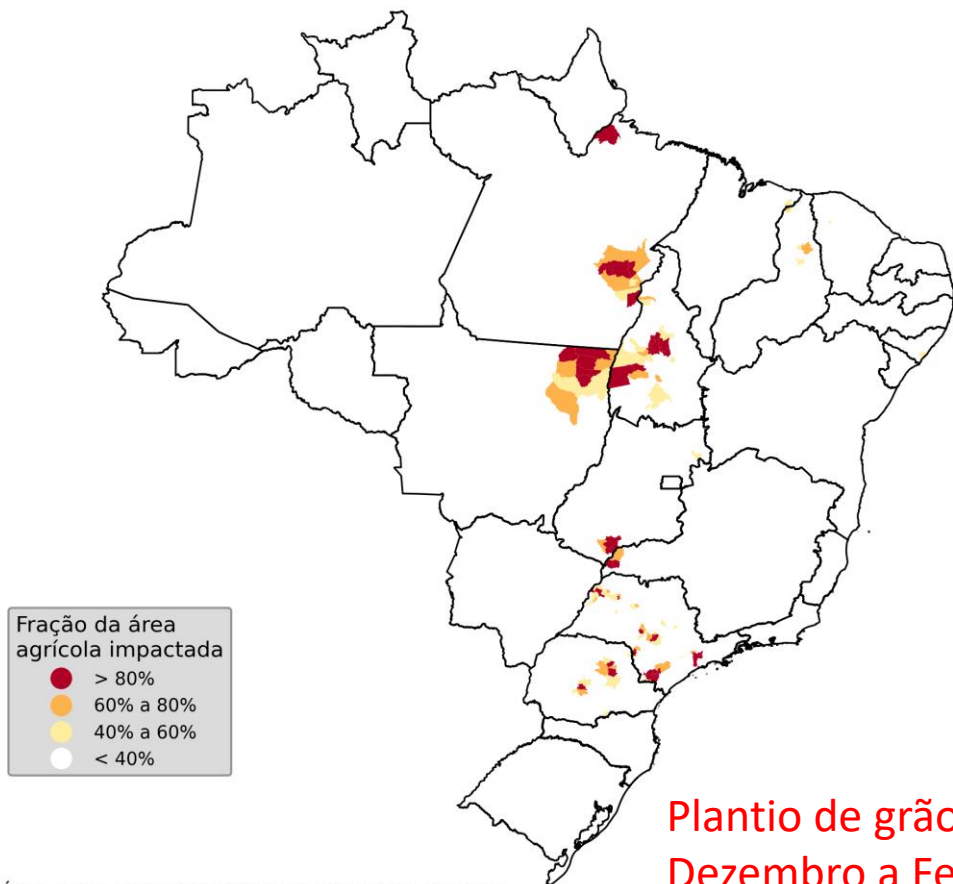 Fração da área
agrícola impactada
> 80%
60% a 80%
40% a 60%
< 40%
Plantio de grão
Dezembro a Fe